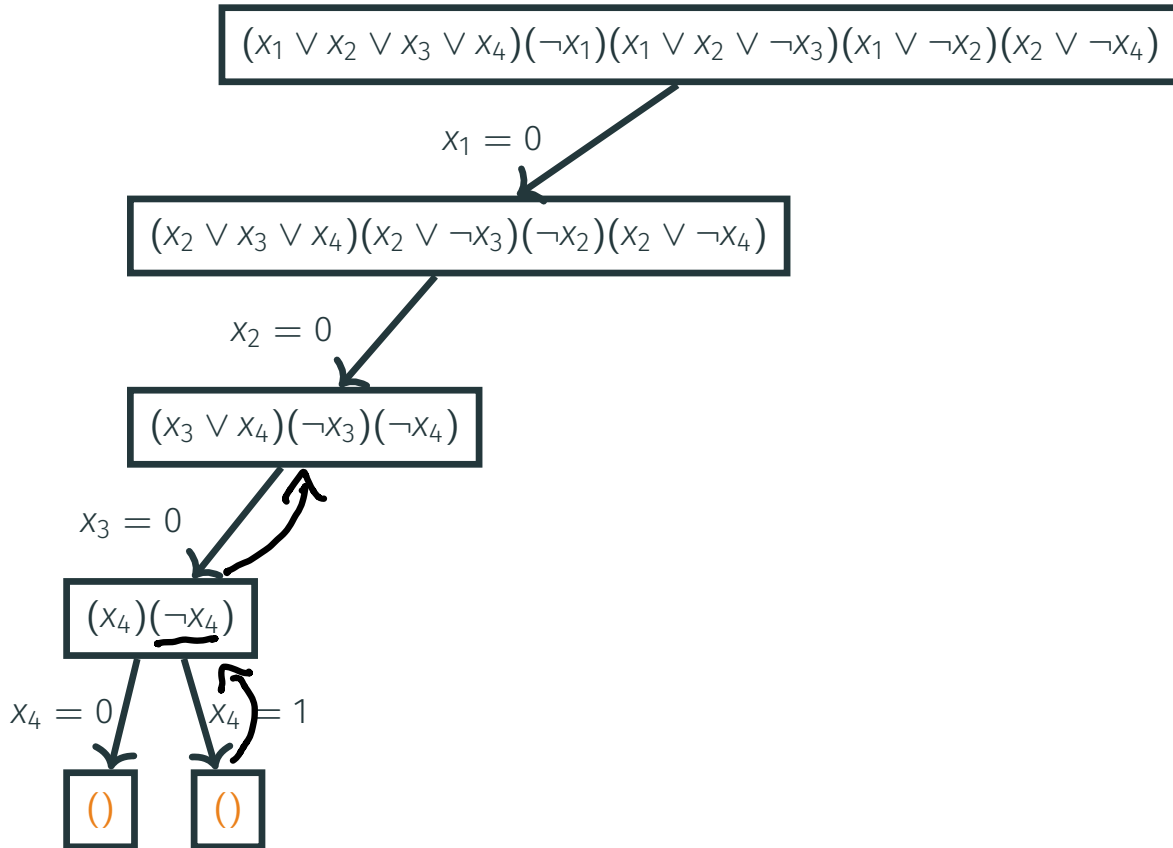 (x₁ ∨ x₂ ∨ x₃ ∨ x₄)(¬x₁)(x₁ ∨ x₂ ∨ ¬x₃)(x₁ ∨ ¬x₂)(x₂ ∨ ¬x₄)
x₁ = 0
(x₂ ∨ x₃ ∨ x₄)(x₂ ∨ ¬x₃)(¬x₂)(x₂ ∨ ¬x₄)
x₂ = 0
(x₃ ∨ x₄)(¬x₃)(¬x₄)
x₃ = 0
(x₄)(¬x₄)
x₄ = 0 x₄ = 1
() ()